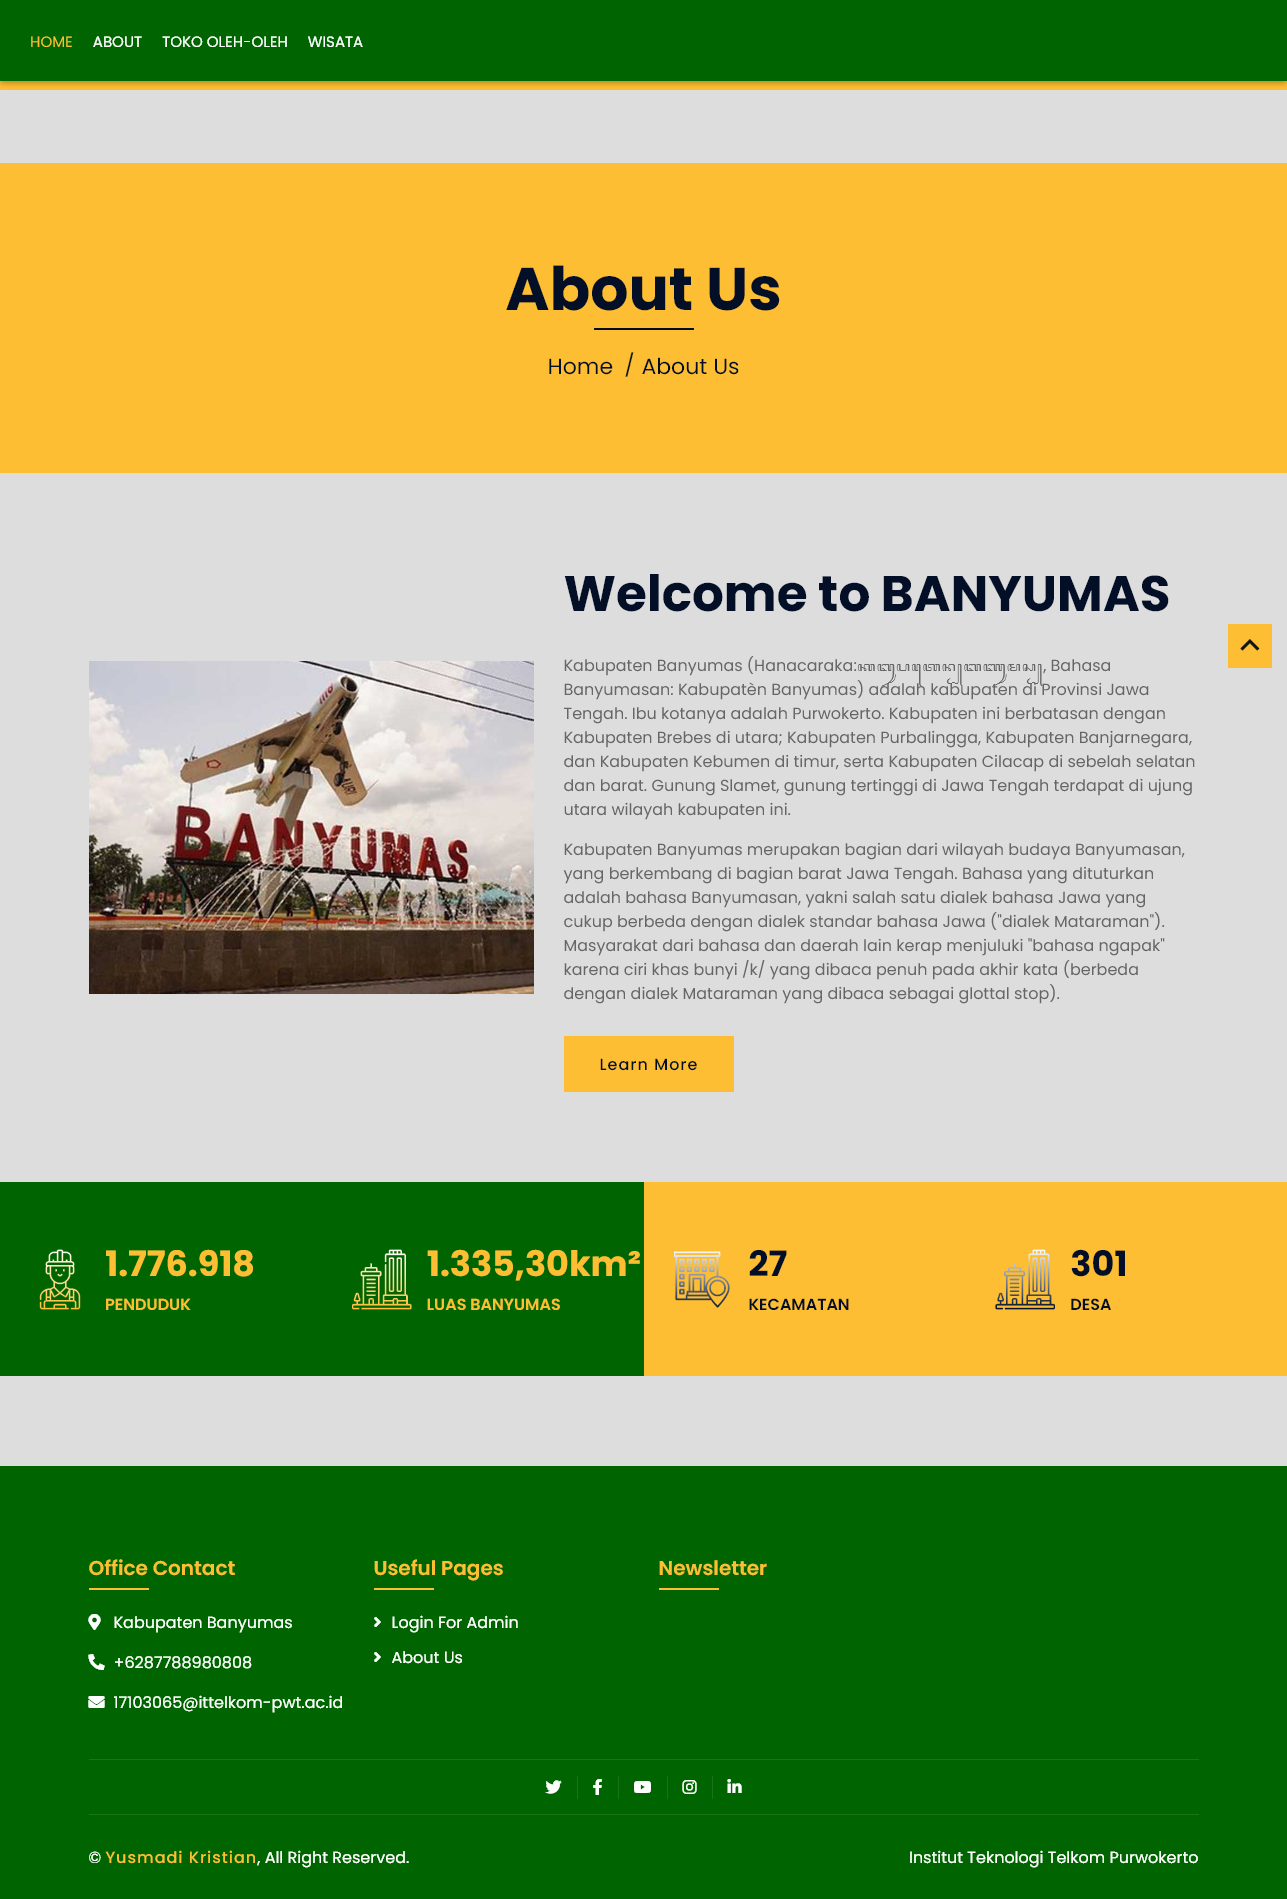 HOME ABOUT TOKO OLEH-OLEH WISATA
About Us
Home / About Us
Welcome to BANYUMAS
Kabupaten Banyumas (Hanacaraka:, Bahasa
Banyumasan: Kabupatèn Banyumas) adalah kabupaten di Provinsi Jawa
Tengah. Ibu kotanya adalah Purwokerto. Kabupaten ini berbatasan dengan
Kabupaten Brebes di utara; Kabupaten Purbalingga, Kabupaten Banjarnegara,
dan Kabupaten Kebumen di timur, serta Kabupaten Cilacap di sebelah selatan
dan barat. Gunung Slamet, gunung tertinggi di Jawa Tengah terdapat di ujung
utara wilayah kabupaten ini.
BANYUMAS
Kabupaten Banyumas merupakan bagian dari wilayah budaya Banyumasan,
yang berkembang di bagian barat Jawa Tengah. Bahasa yang dituturkan
adalah bahasa Banyumasan, yakni salah satu dialek bahasa Jawa yang
cukup berbeda dengan dialek standar bahasa Jawa ("dialek Mataraman").
Masyarakat dari bahasa dan daerah lain kerap menjuluki "bahasa ngapak"
karena ciri khas bunyi /k/ yang dibaca penuh pada akhir kata (berbeda
dengan dialek Mataraman yang dibaca sebagai glottal stop).
Learn More
1.776.918
PENDUDUK
1.335,30km²
LUAS BANYUMAS
27
KECAMATAN
301
DESA
Office Contact
Kabupaten Banyumas
+6287788980808
17103065@ittelkom-pwt.ac.id
Useful Pages
Login For Admin
About Us
Newsletter
© Yusmadi Kristian, All Right Reserved.
Institut Teknologi Telkom Purwokerto